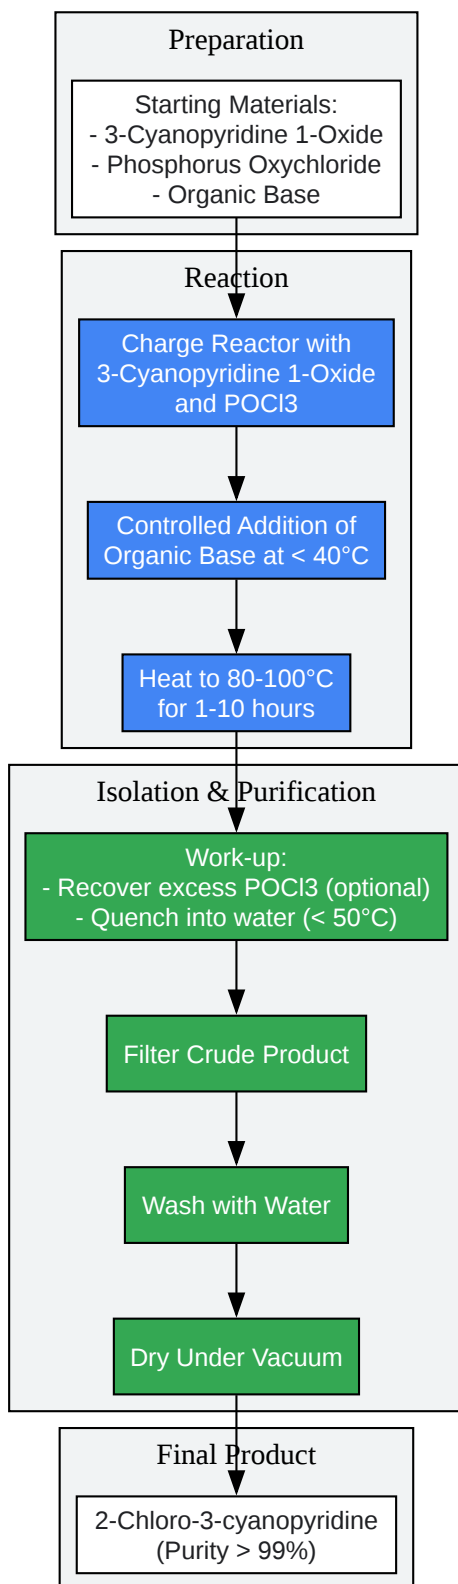 Preparation
Starting Materials:
- 3-Cyanopyridine 1-Oxide
- Phosphorus Oxychloride
- Organic Base
Reaction
Charge Reactor with
3-Cyanopyridine 1-Oxide
and POCl3
Controlled Addition of
Organic Base at < 40°C
Heat to 80-100°C
for 1-10 hours
Isolation & Purification
Work-up:
- Recover excess POCl3 (optional)
- Quench into water (< 50°C)
Filter Crude Product
Wash with Water
Dry Under Vacuum
Final Product
2-Chloro-3-cyanopyridine
(Purity > 99%)